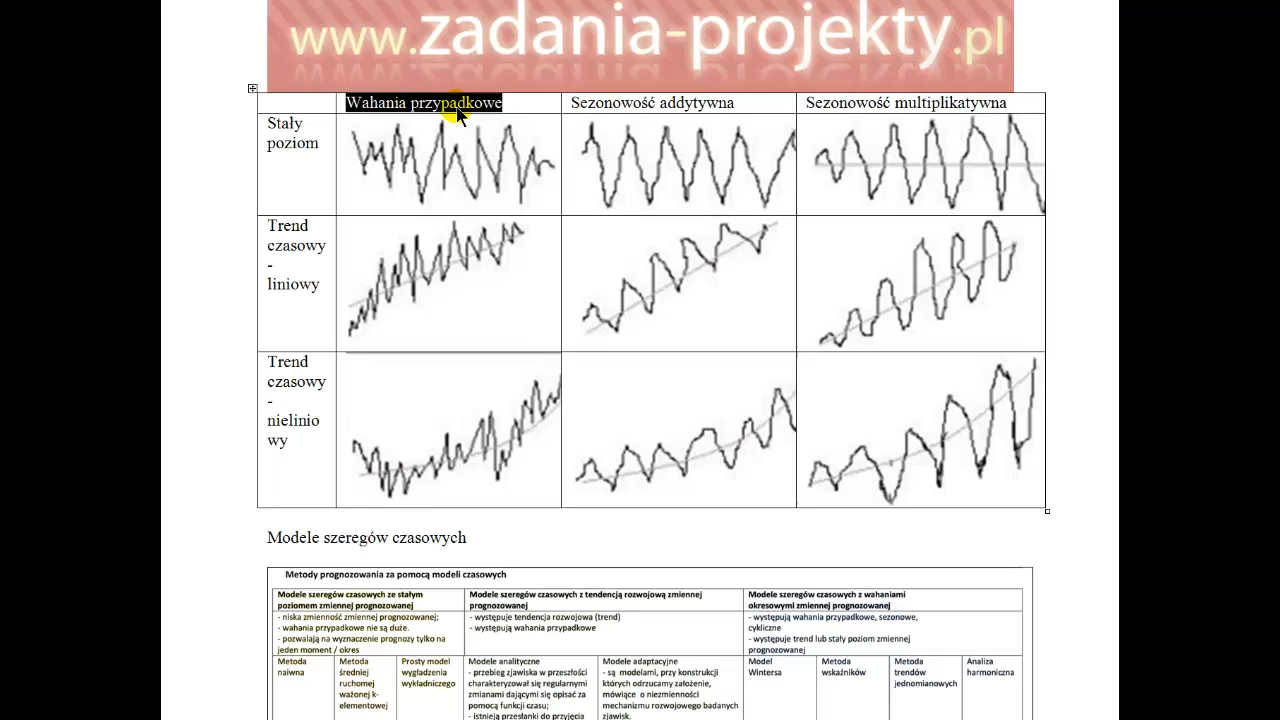 www.zadania-projekty.pl
Wahania przypadkowe
Sezonowość addytywna
Sezonowość multiplikatywna
Stały
poziom
Trend
czasowy
-
liniowy
Trend
czasowy
-
nielinio
wy
Modele szeregów czasowych
Metody prognozowania za pomocą modeli czasowych
Modele szeregów czasowych ze stałym
poziomem zmiennej prognozowanej
Modele szeregów czasowych z tendencją rozwojową zmiennej
prognozowanej
Modele szeregów czasowych z wahaniami
okresowymi zmiennej prognozowanej
- niska zmienność zmiennej prognozowanej;
- wahania przypadkowe nie są duże.
- pozwalają na wyznaczenie prognozy tylko na
jeden moment / okres
- występuje tendencja rozwojowa (trend)
- występują wahania przypadkowe
- występują wahania przypadkowe, sezonowe,
cykliczne
- występuje trend lub stały poziom zmiennej
prognozowanej
Metoda
naiwna
Metoda
średniej
ruchomej
ważonej k-
elementowej
Prosty model
wygładzenia
wykładniczego
Modele analityczne
- przebieg zjawiska w przeszłości
charakteryzował się regularnymi
zmianami dającymi się opisać za
pomocą funkcji czasu;
- istnieją przesłanki do przyjęcia
Modele adaptacyjne
- są modelami, przy konstrukcji
których odrzucamy założenie,
mówiące o niezmienności
mechanizmu rozwojowego badanych
zjawisk.
Model
Wintersa
Metoda
wskaźników
Metoda
trendów
jednomianowych
Analiza
harmoniczna